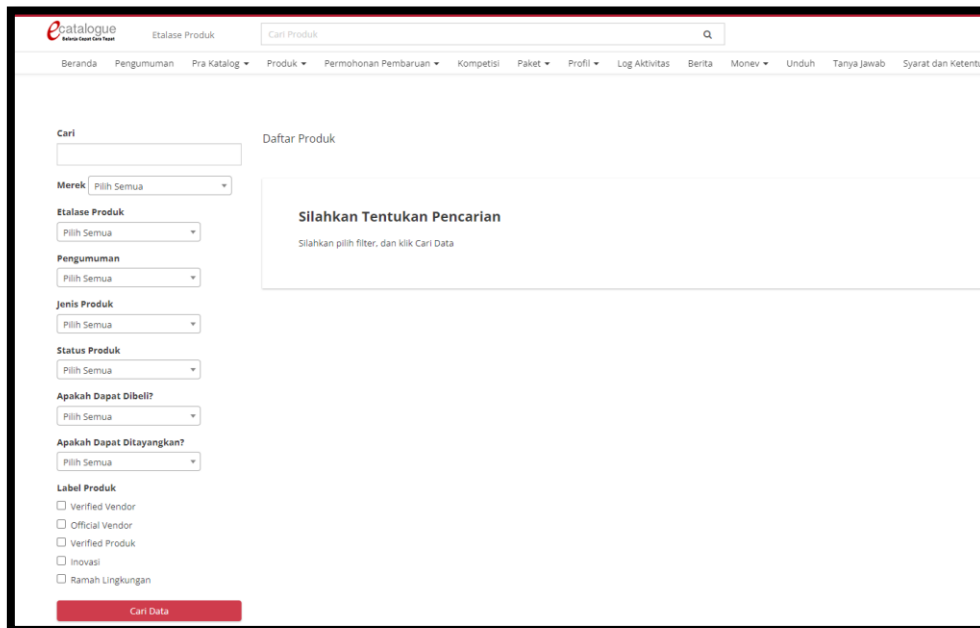 ecatalogue
Belanja Cepat Cara Tepat
Etalase Produk
Cari Produk
Beranda Pengumuman Pra Katalog Produk Permohonan Pembaruan Kompetisi Paket Profil Log Aktivitas Berita Monev Unduh Tanya Jawab Syarat dan Ketentu
Cari
Daftar Produk
Merek Pilih Semua
Silahkan Tentukan Pencarian
Silahkan pilih filter, dan klik Cari Data
Etalase Produk
Pilih Semua
Pengumuman
Pilih Semua
Jenis Produk
Pilih Semua
Status Produk
Pilih Semua
Apakah Dapat Dibeli?
Pilih Semua
Apakah Dapat Ditayangkan?
Pilih Semua
Label Produk
Verified Vendor
Official Vendor
Verified Produk
Inovasi
Ramah Lingkungan
Cari Data